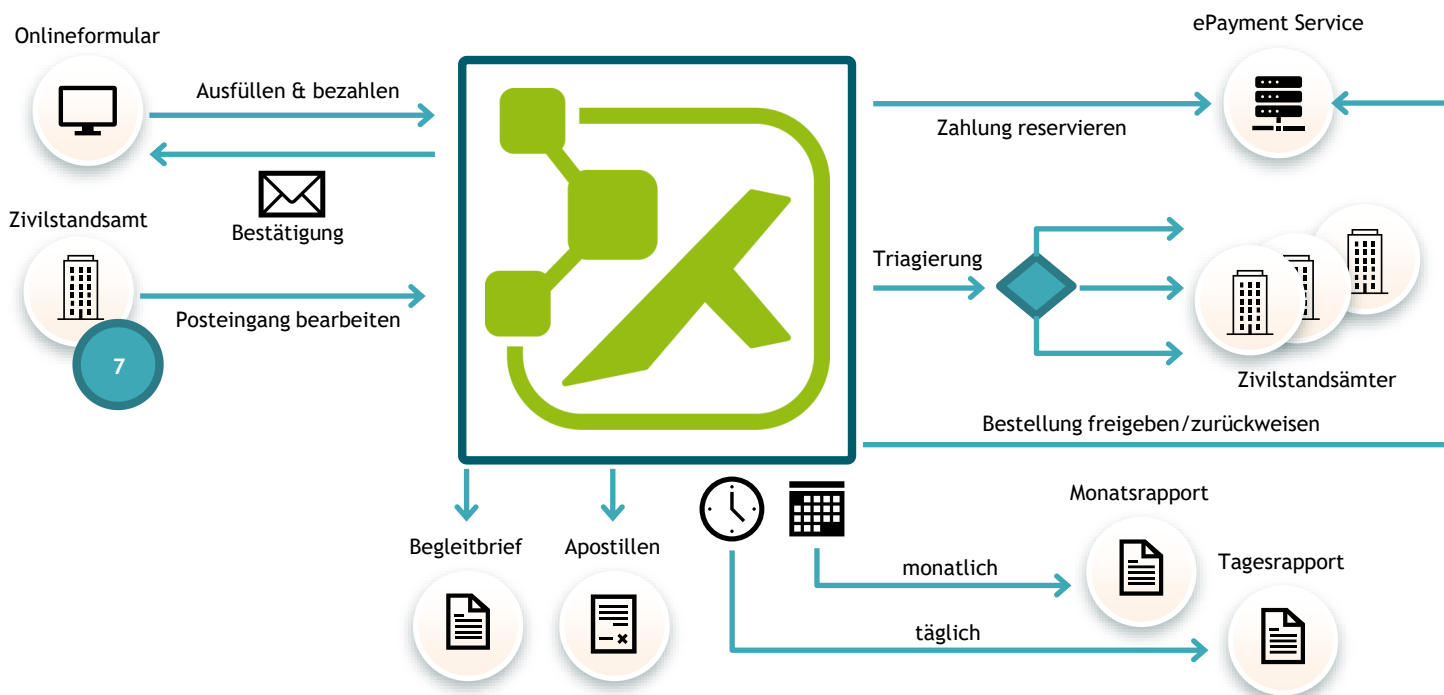 Onlineformular
ePayment Service
Ausfüllen & bezahlen
Zahlung reservieren
Zivilstandsamt
Bestätigung
Triagierung
Posteingang bearbeiten
7
Zivilstandsämter
Bestellung freigeben/zurückweisen
Monatsrapport
Begleitbrief
Apostillen
Tagesrapport
monatlich
täglich